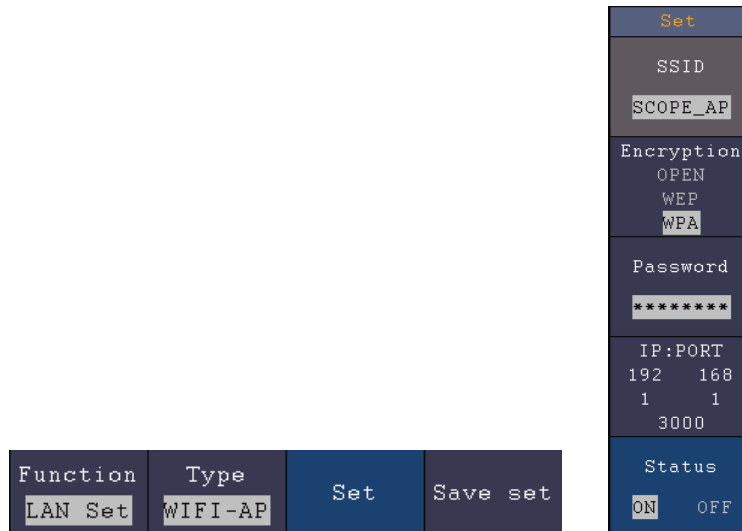 Set
SSID
SCOPE_AP
Encryption
OPEN
WEP
WPA
Password
********
IP:PORT
192 168
1 1
3000
Status
ON OFF
Function
LAN Set
Type
WIFI-AP
Set
Save set